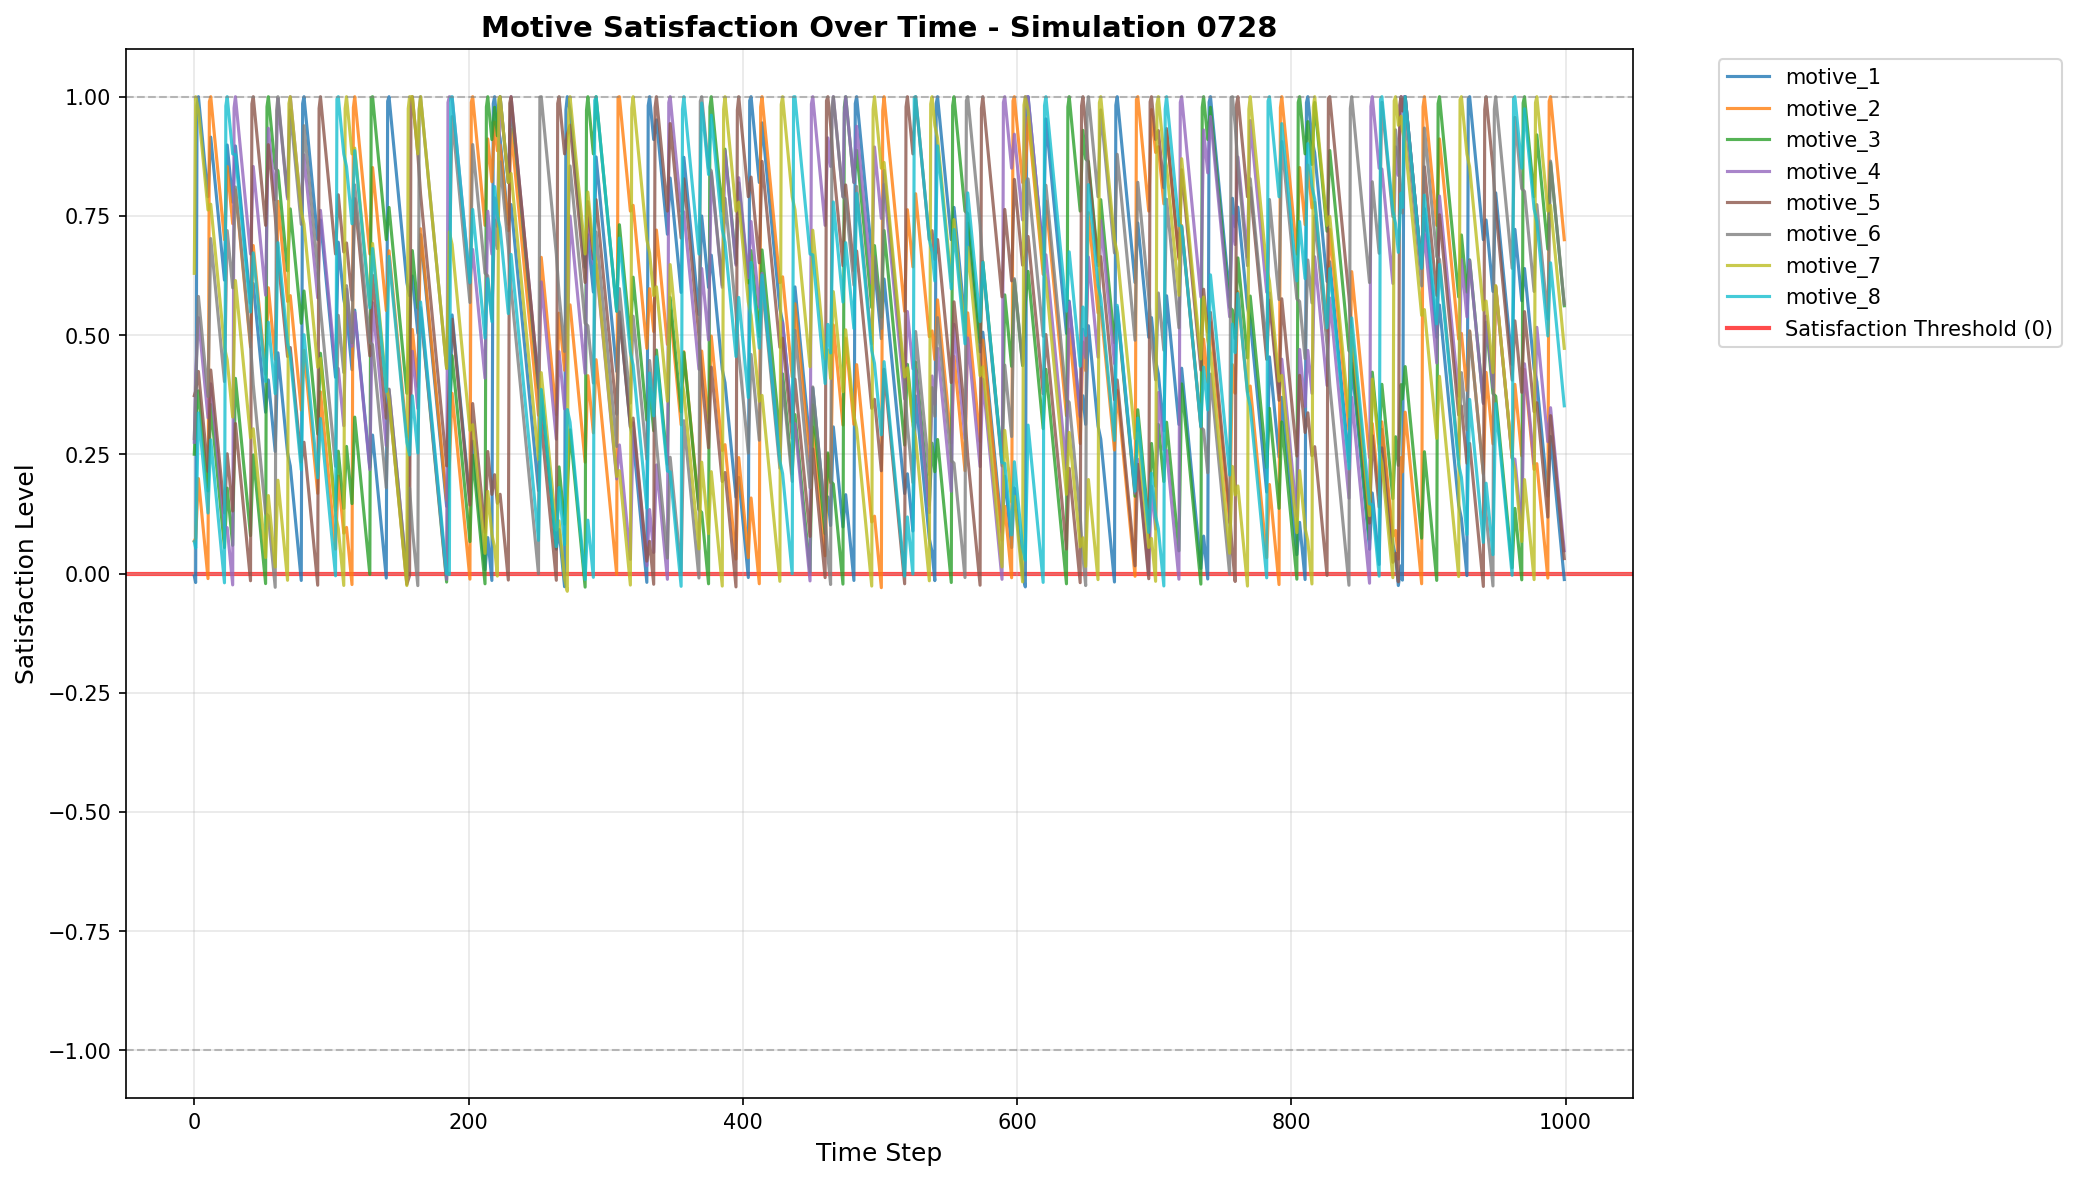 Motive Satisfaction Over Time - Simulation 0728
1.00
0.75
0.50
0.25
0.00
−0.25
−0.50
−0.75
−1.00
Satisfaction Level
0 200 400 600 800 1000
Time Step
motive_1
motive_2
motive_3
motive_4
motive_5
motive_6
motive_7
motive_8
Satisfaction Threshold (0)